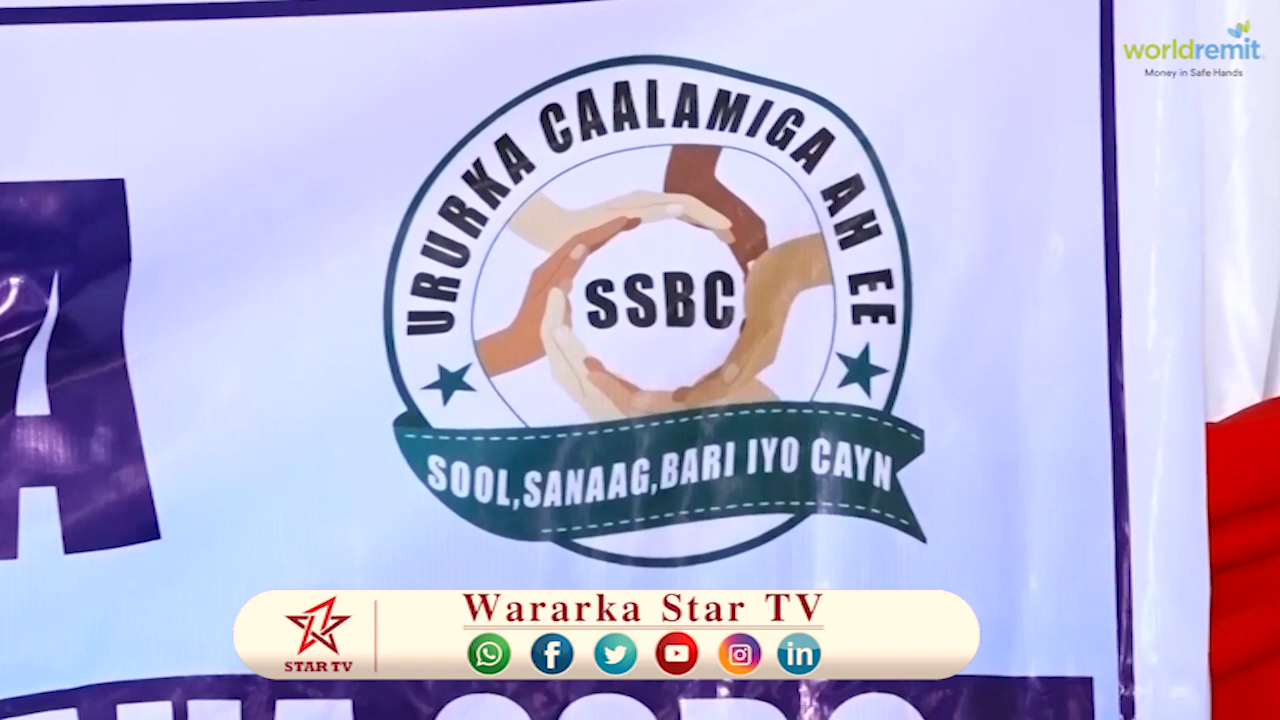 worldremit
Money in Safe Hands
URURKA CAALAMIGA AH EE
SSBC
SOOL,SANAAG,BARI IYO CAYN
A
Wararka Star TV
STAR TV